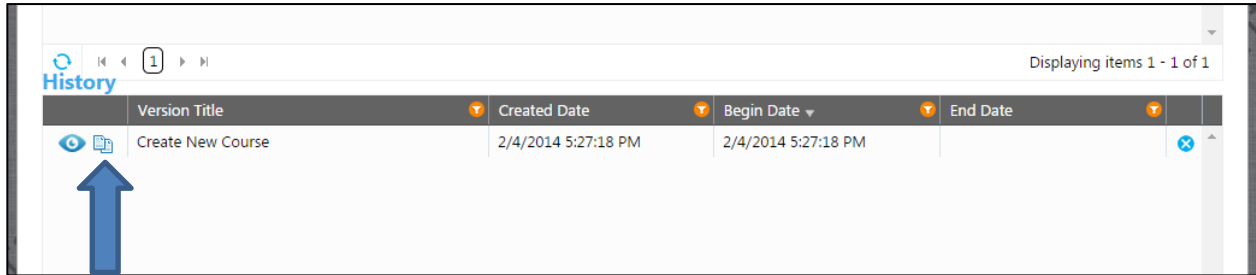 1 Displaying items 1 - 1 of 1
History
Version Title Created Date Begin Date End Date
Create New Course 2/4/2014 5:27:18 PM 2/4/2014 5:27:18 PM